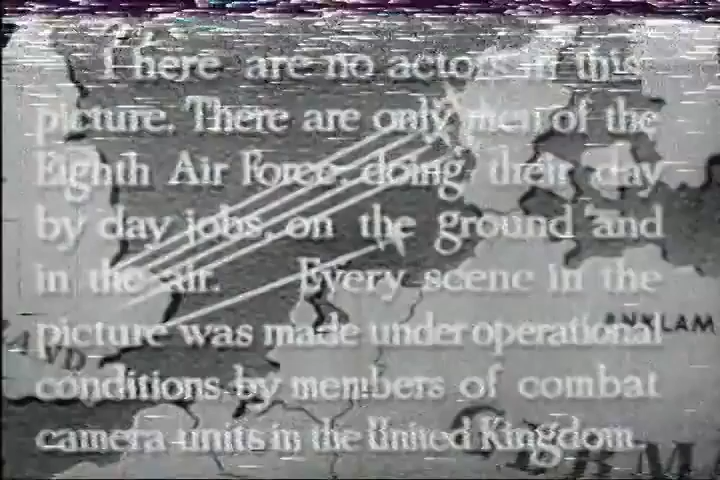 There are no actors in this
picture. There are only men of the
Eighth Air Force, doing their day
by day jobs, on the ground and
in the air. Every scene in the
picture was made under operational
conditions by members of combat
camera units in the United Kingdom.
ANKLAM
LAND
GERMA